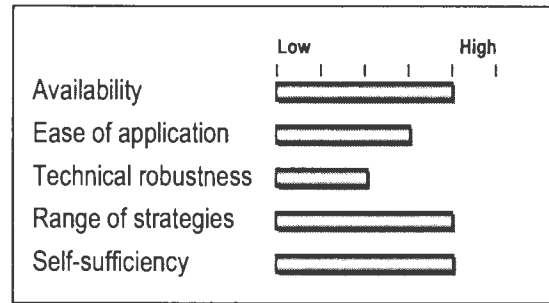 Low High
Availability
Ease of application
Technical robustness
Range of strategies
Self-sufficiency